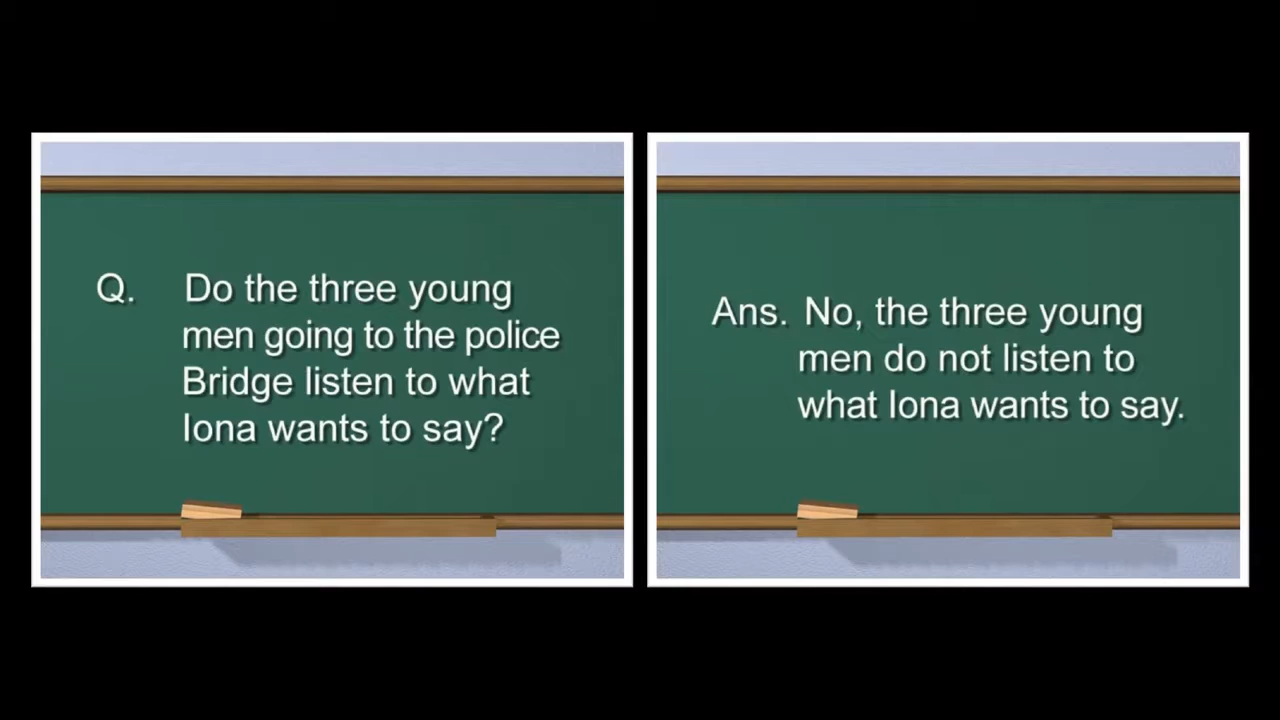 Q. Do the three young
men going to the police
Bridge listen to what
Iona wants to say?
Ans. No, the three young
men do not listen to
what Iona wants to say.